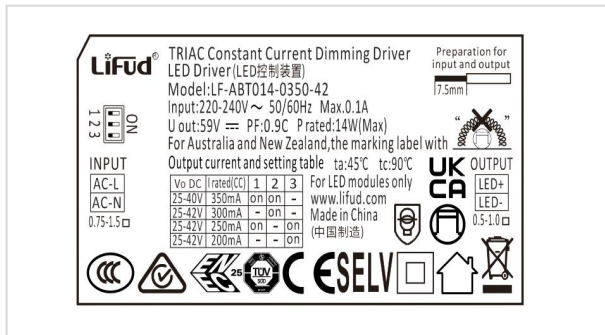 LiFud®
TRIAC Constant Current Dimming Driver
LED Driver(LED控制装置)
Model:LF-ABT014-0350-42
Input:220-240V～ 50/60Hz Max.0.1A
U out:59V ⎓ PF:0.9C P rated:14W(Max)
For Australia and New Zealand,the marking label with “ ”
Preparation for
input and output
7.5mm
1 2 3
ON
INPUT
AC-L
AC-N
0.75-1.5□
Output current and setting table ta:45℃ tc:90℃
Vo DC I rated(CC) 1 2 3
25-40V 350mA on on -
25-42V 300mA - on -
25-42V 250mA on - on
25-42V 200mA - - on
For LED modules only
www.lifud.com
Made in China
(中国制造)
UK
CA
OUTPUT
LED+
LED-
0.5-1.0□
CCC
ENEC 25
TÜV
SUD
CE
SELV